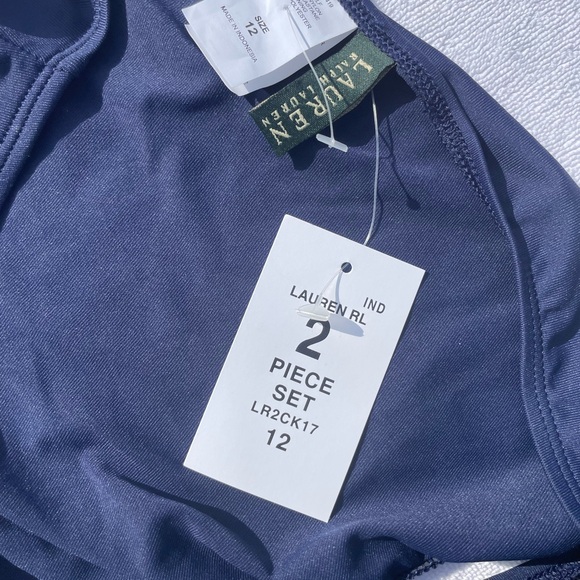 SIZE
12
MADE IN INDONESIA
LAUREN
RALPH LAUREN
IND
LAUREN RL
2
PIECE
SET
LR2CK17
12